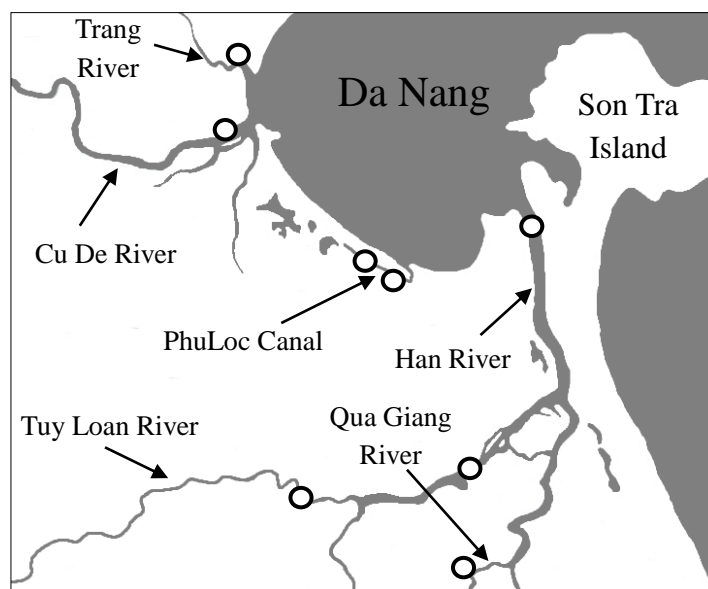 Trang
River
Da Nang
Son Tra
Island
Cu De River
PhuLoc Canal
Han River
Tuy Loan River
Qua Giang
River